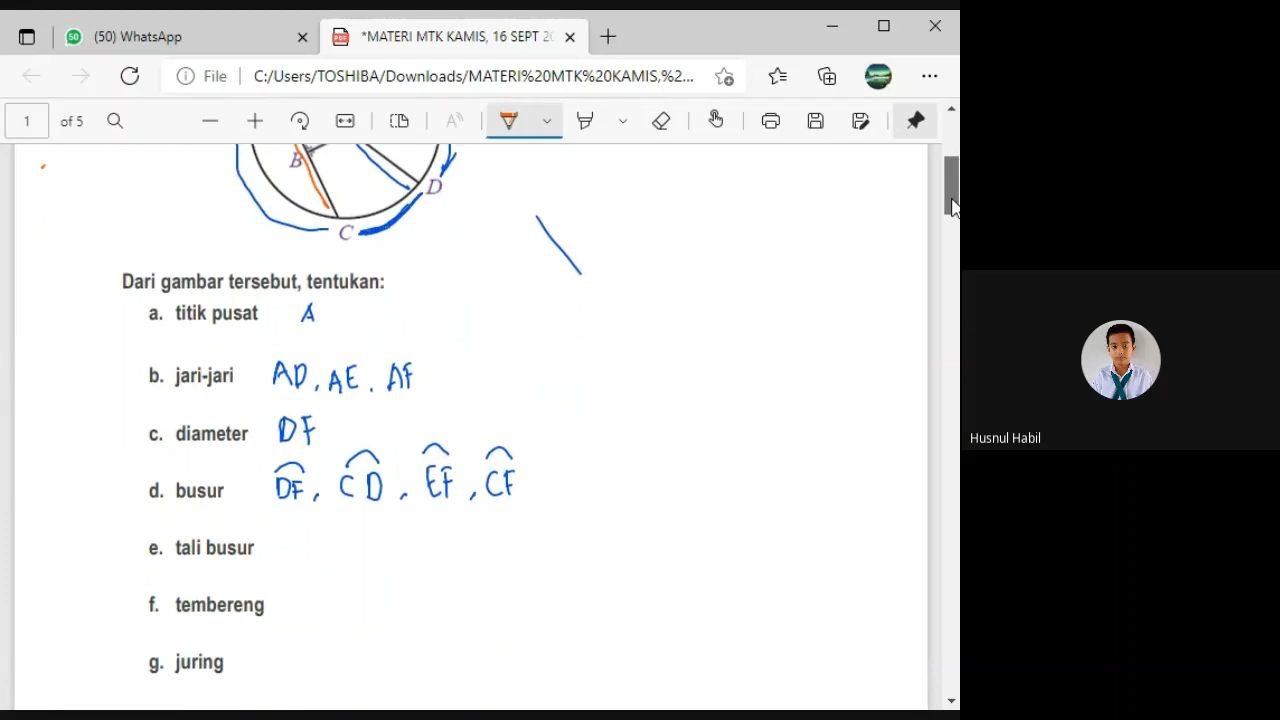 (50) WhatsApp
*MATERI MTK KAMIS, 16 SEPT 20
File C:/Users/TOSHIBA/Downloads/MATERI%20MTK%20KAMIS,%2...
1 of 5
B
D
C
Dari gambar tersebut, tentukan:
a. titik pusat A
b. jari-jari AD, AE, AF
c. diameter DF
d. busur DF, CD, EF, CF
e. tali busur
f. tembereng
g. juring
Husnul Habil